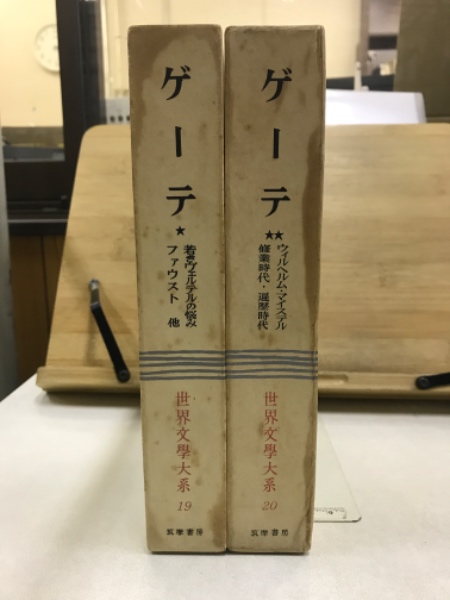 ゲーテ
★
若きヴェルテルの悩み
ファウスト 他
世界文學大系
19
筑摩書房
ゲーテ
★★
ウィルヘルム・マイステル
修業時代・遍歴時代
世界文學大系
20
筑摩書房